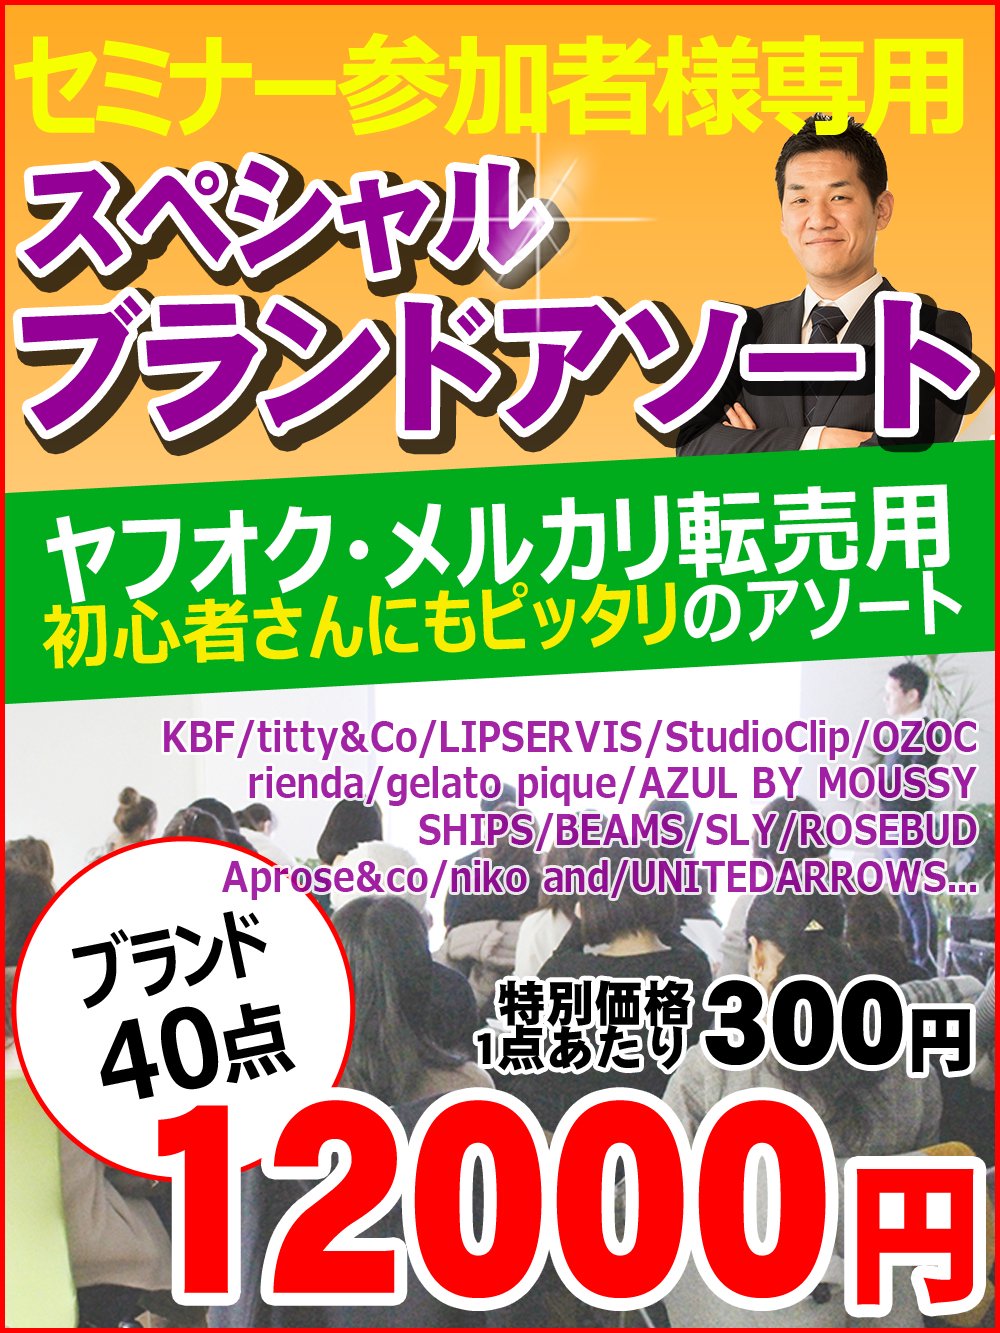 セミナー参加者様専用
スペシャル
ブランドアソート
ヤフオク・メルカリ転売用
初心者さんにもピッタリのアソート
KBF/titty&Co/LIPSERVIS/StudioClip/OZOC
rienda/gelato pique/AZUL BY MOUSSY
SHIPS/BEAMS/SLY/ROSEBUD
Aprose&co/niko and/UNITEDARROWS...
ブランド
40点
特別価格
1点あたり
300円
12000円